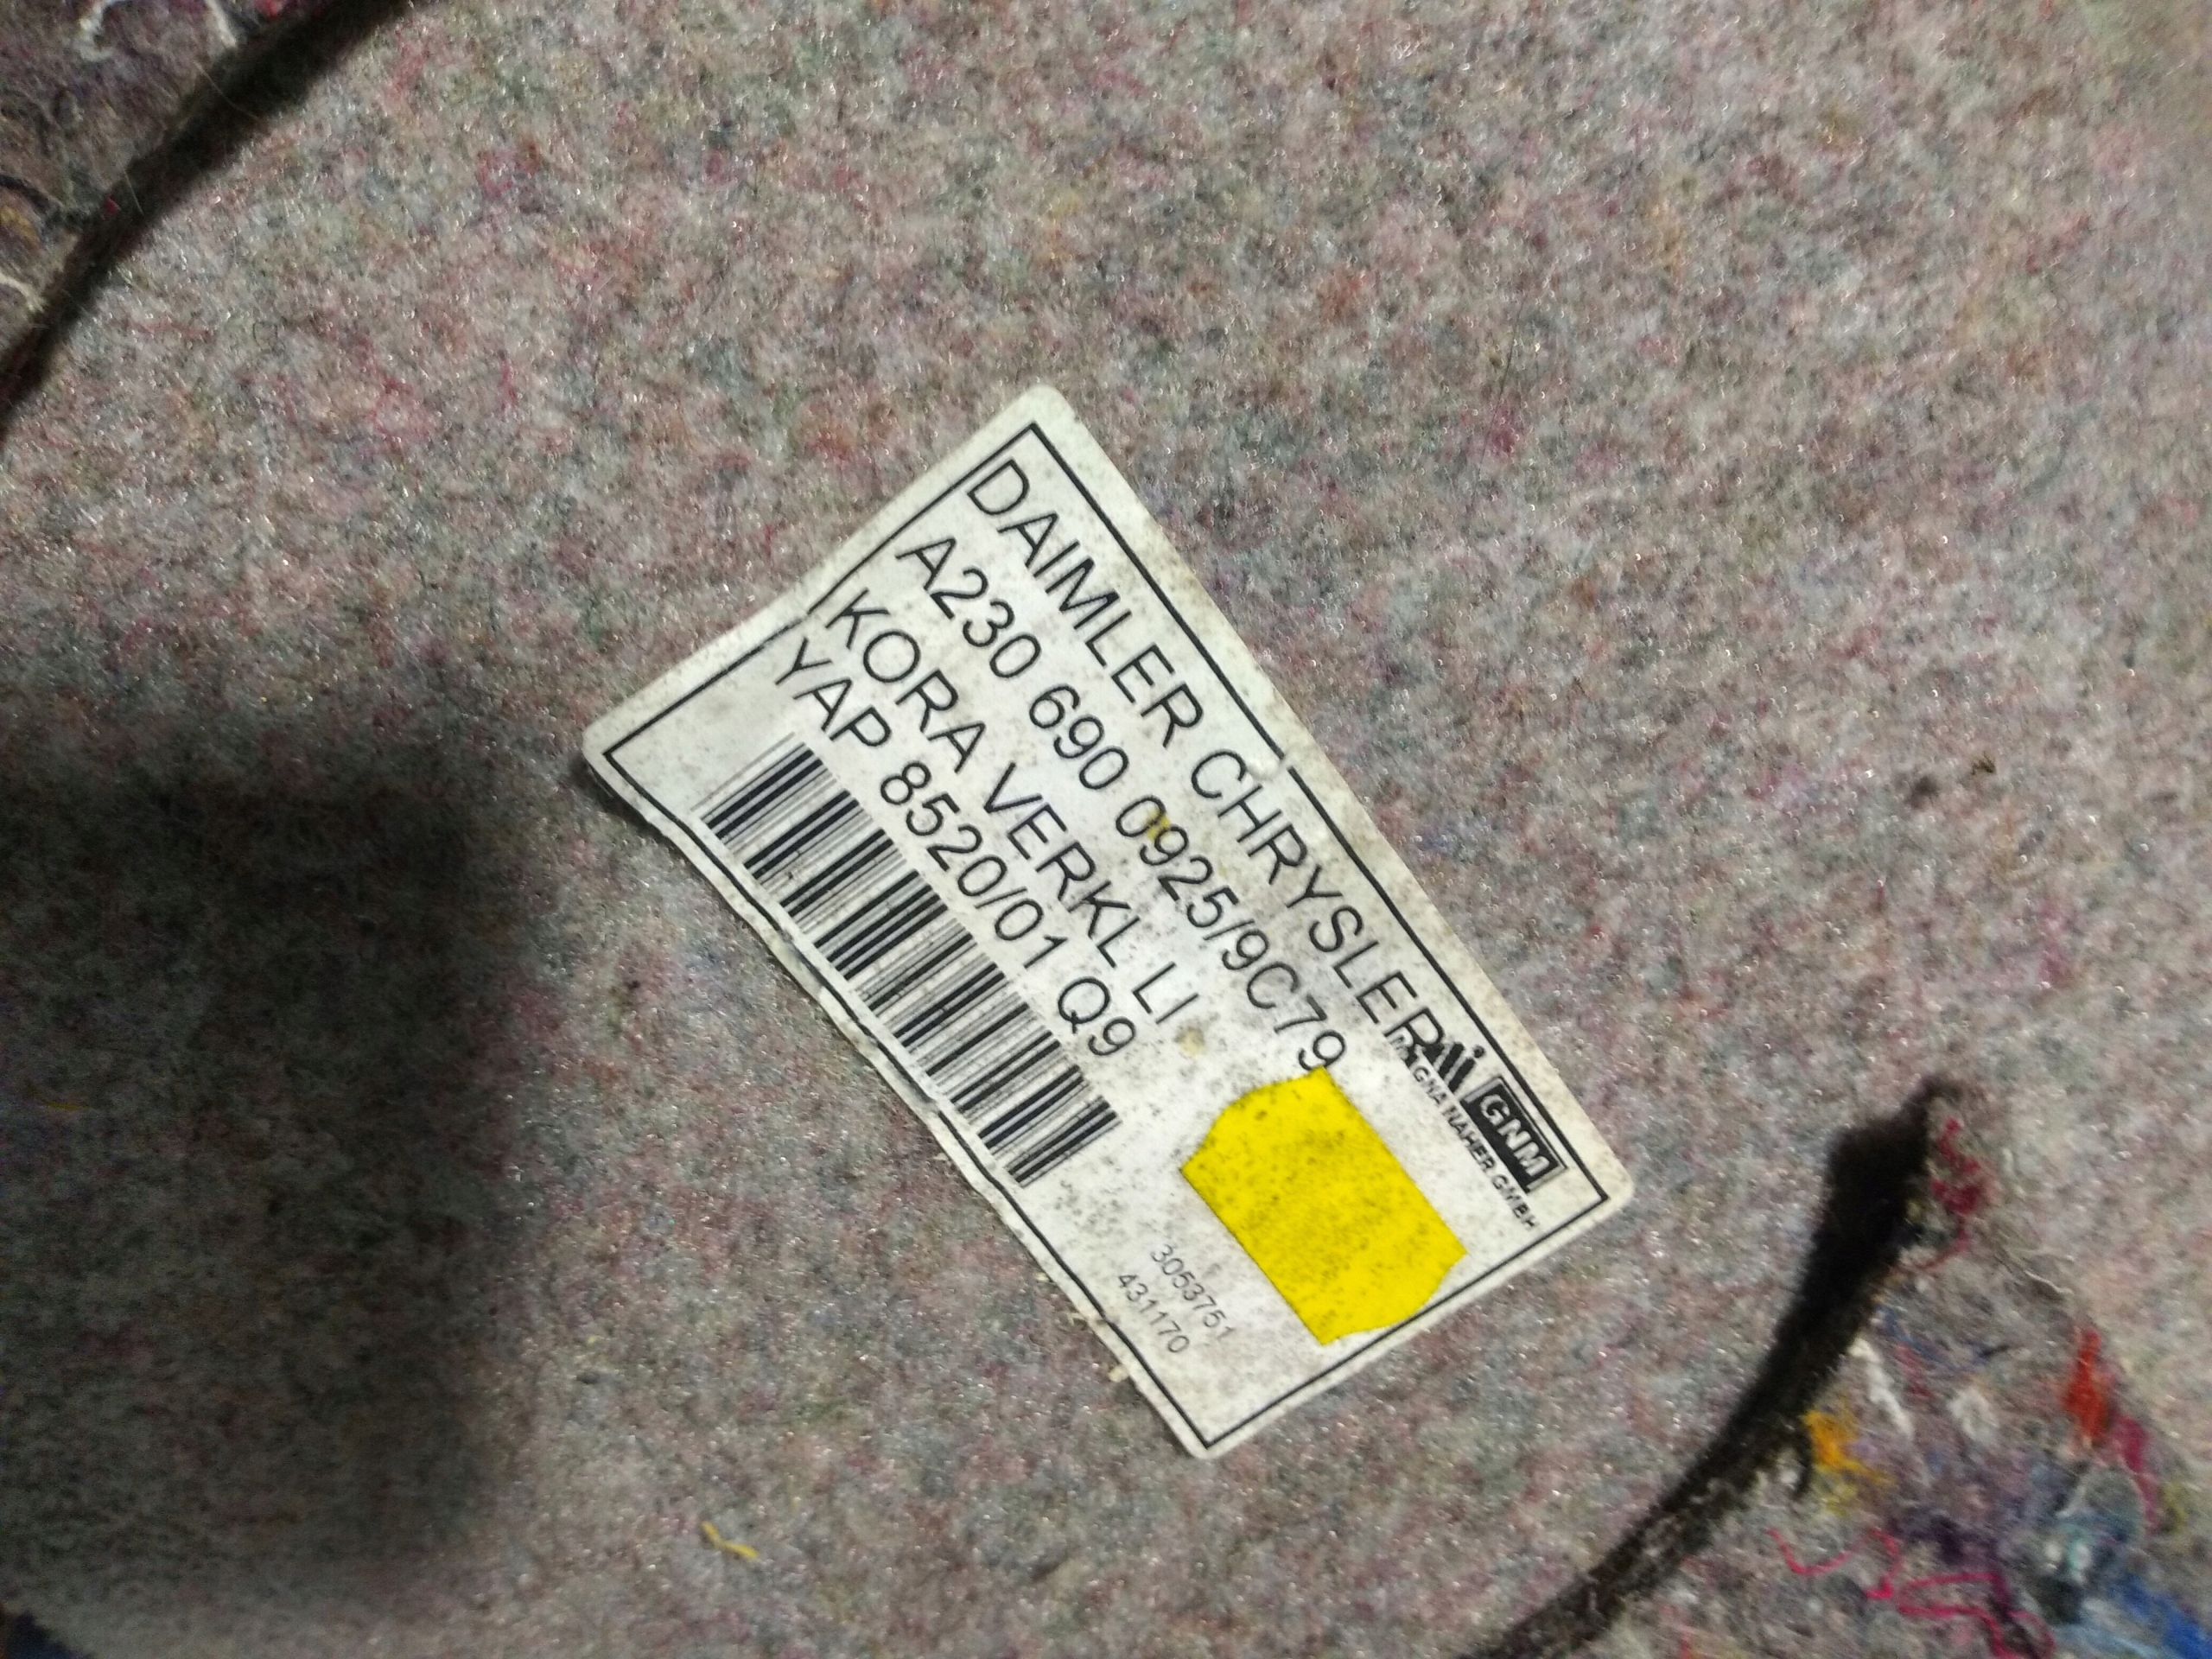 DAIMLER CHRYSLER
GNM
MAGNA NAHER GMBH
A230 690 0925/9C79
KORA VERKL LI
YAP 8520/01 Q9
3053751
431170